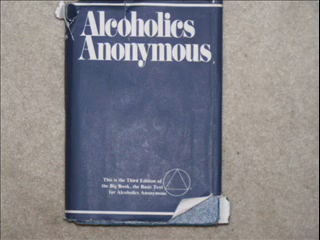 Alcoholics
Anonymous
This is the Third Edition of
the Big Book, the Basic Text
for Alcoholics Anonymous